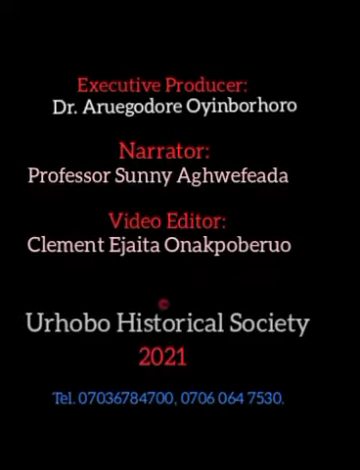 Executive Producer:
Dr. Aruegodore Oyinborhoro
Narrator:
Professor Sunny Aghwefeada
Video Editor:
Clement Ejaita Onakpoberuo
©
Urhobo Historical Society
2021
Tel. 07036784700, 0706 064 7530.